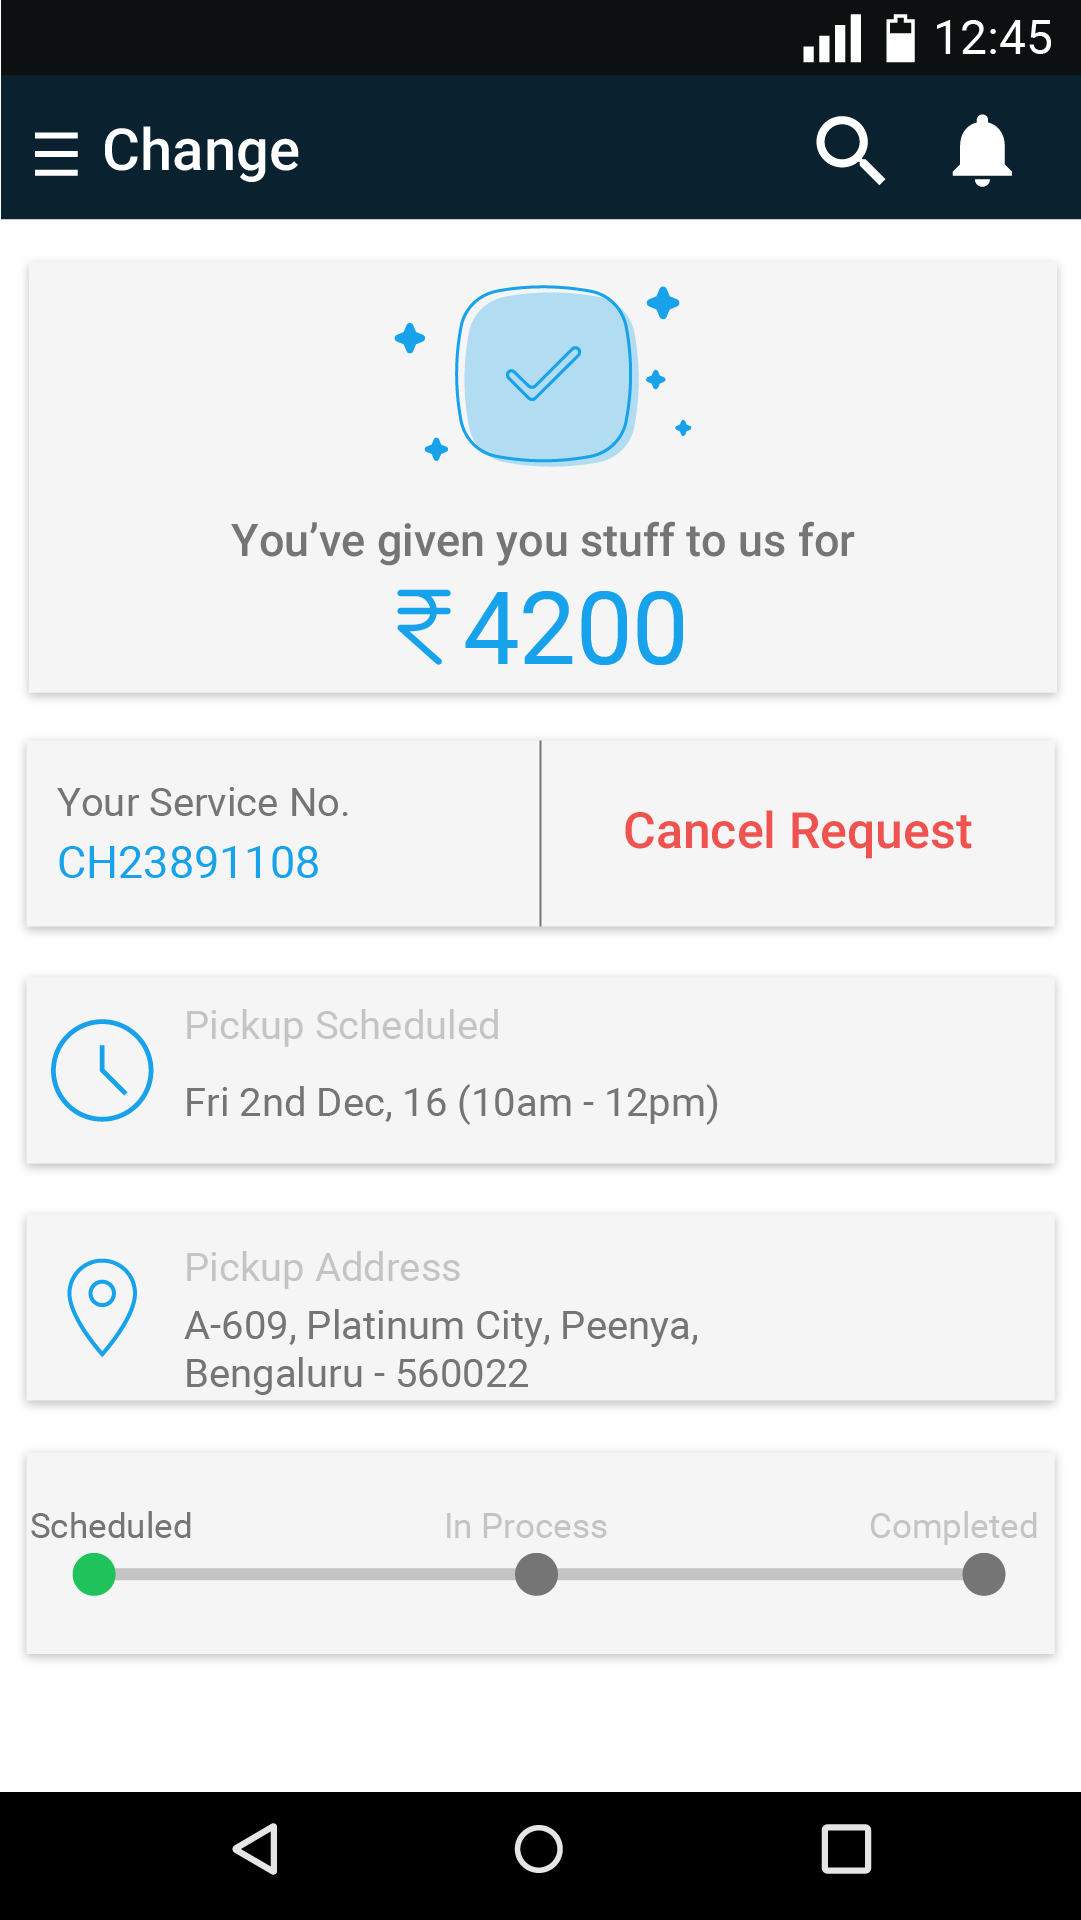 12:45
Change
You’ve given you stuff to us for
₹4200
Your Service No.
CH23891108
Cancel Request
Pickup Scheduled
Fri 2nd Dec, 16 (10am - 12pm)
Pickup Address
A-609, Platinum City, Peenya,
Bengaluru - 560022
Scheduled
In Process
Completed